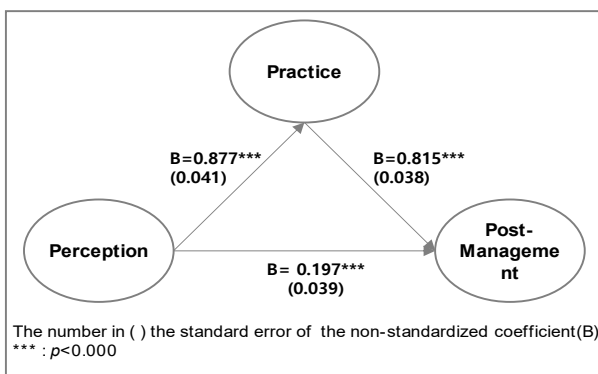 Practice
B=0.877***
(0.041)
B=0.815***
(0.038)
Perception
Post-
Manageme
nt
B= 0.197***
(0.039)
The number in ( ) the standard error of the non-standardized coefficient(B)
*** : p<0.000